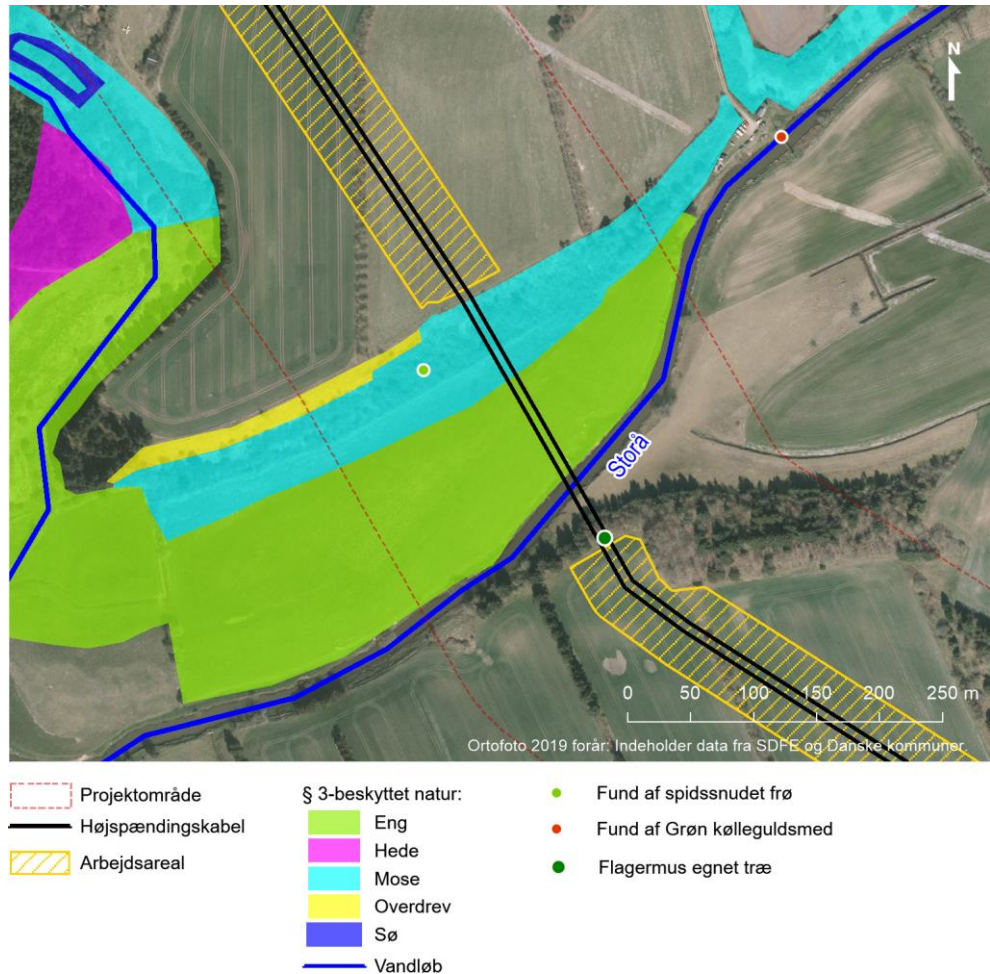 N
Storå
0 50 100 150 200 250 m
Ortofoto 2019 forår: Indeholder data fra SDFE og Danske kommuner.
Projektområde
Højspændingskabel
Arbejdsareal
§ 3-beskyttet natur:
Eng
Hede
Mose
Overdrev
Sø
Vandløb
Fund af spidssnudet frø
Fund af Grøn kølleguldsmed
Flagermus egnet træ